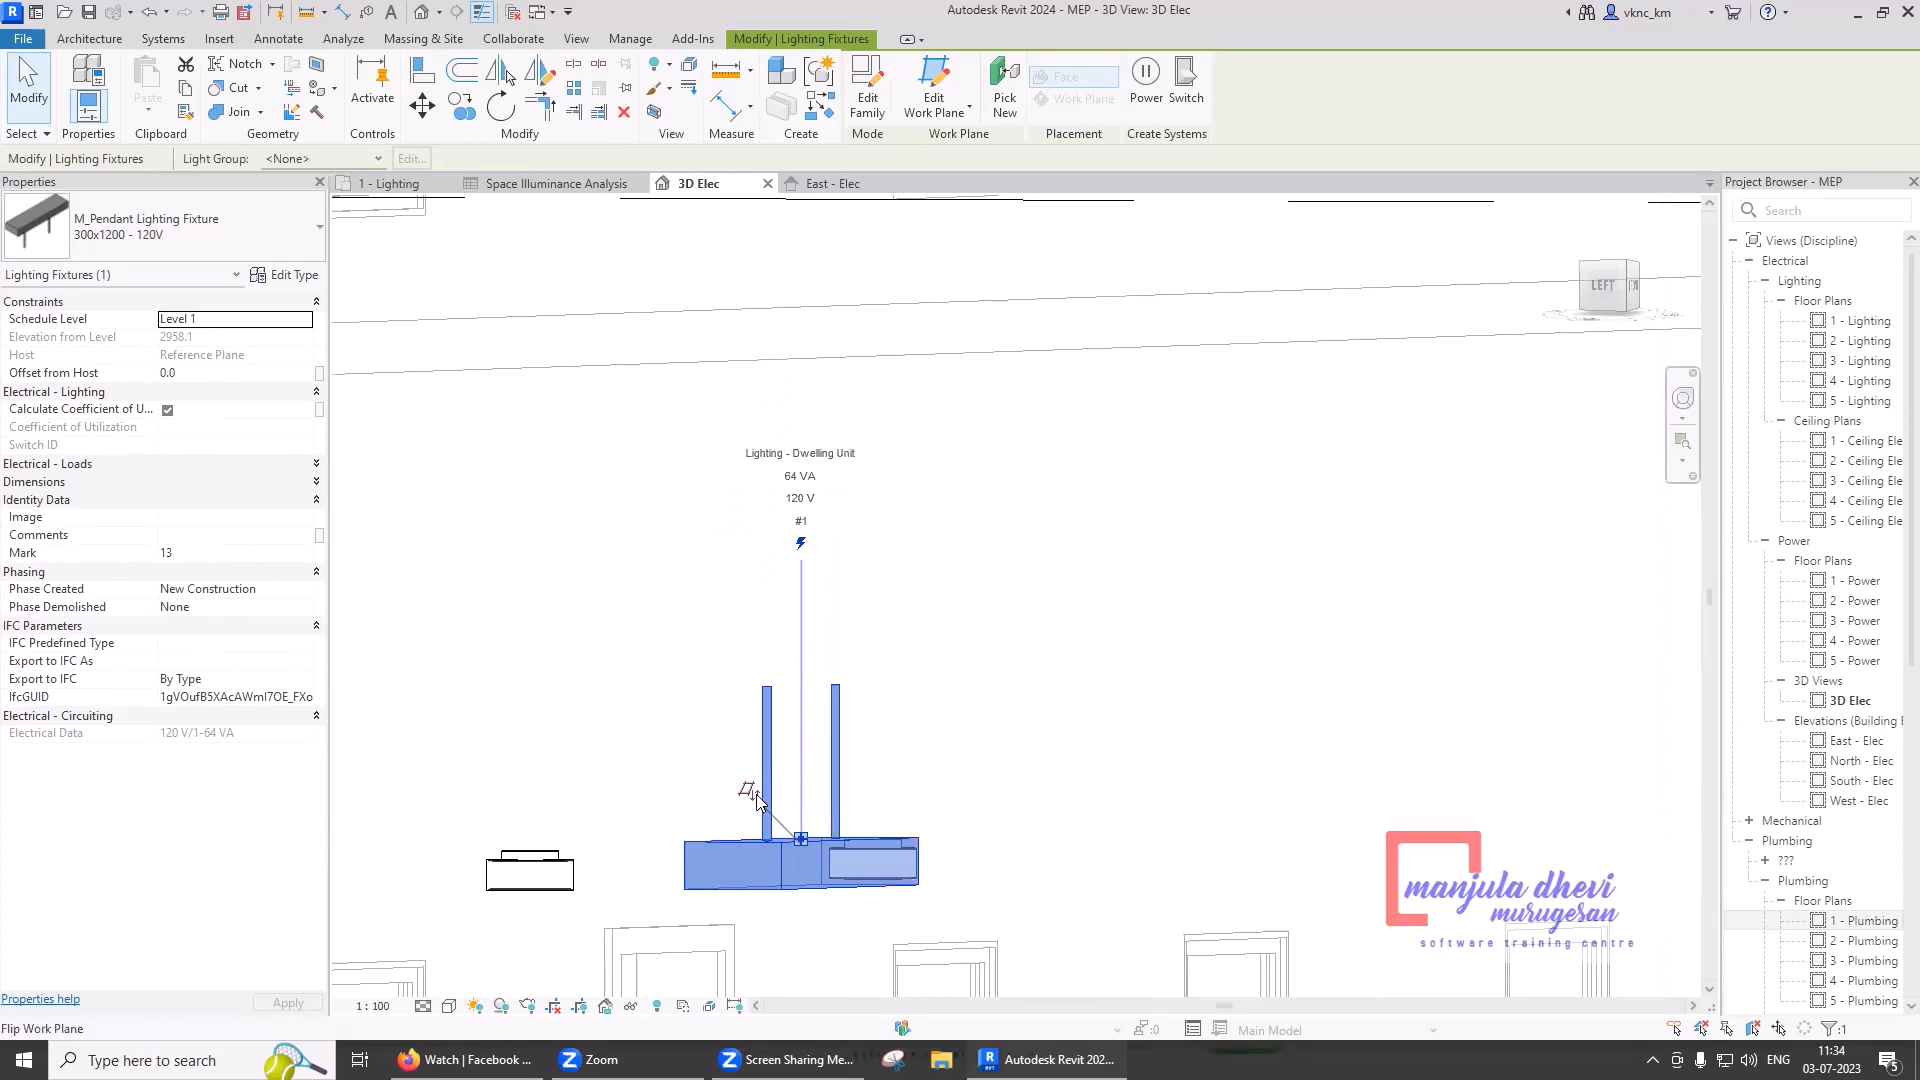 Autodesk Revit 2024 - MEP - 3D View: 3D Elec
vknc_km
File
Architecture
Systems
Insert
Annotate
Analyze
Massing & Site
Collaborate
View
Manage
Add-Ins
Modify | Lighting Fixtures
Modify
Select
Properties
Paste
Clipboard
Notch
Cut
Join
Geometry
Activate
Controls
Modify
View
Measure
Create
Edit
Family
Mode
Edit
Work Plane
Work Plane
Pick
New
Face
Work Plane
Placement
Power
Switch
Create Systems
Modify | Lighting Fixtures
Light Group:
<None>
Edit...
Properties
M_Pendant Lighting Fixture
300x1200 - 120V
Lighting Fixtures (1)
Edit Type
Constraints
Schedule Level
Level 1
Elevation from Level
2958.1
Host
Reference Plane
Offset from Host
0.0
Electrical - Lighting
Calculate Coefficient of U...
Coefficient of Utilization
Switch ID
Electrical - Loads
Dimensions
Identity Data
Image
Comments
Mark
13
Phasing
Phase Created
New Construction
Phase Demolished
None
IFC Parameters
IFC Predefined Type
Export to IFC As
Export to IFC
By Type
IfcGUID
1gVOufB5XAcAWmI7OE_FXo
Electrical - Circuiting
Electrical Data
120 V/1-64 VA
Properties help
Apply
1 - Lighting
Space Illuminance Analysis
3D Elec
East - Elec
LEFT
Lighting - Dwelling Unit
64 VA
120 V
#1
manjula dhevi
murugesan
software training centre
Project Browser - MEP
Search
Views (Discipline)
Electrical
Lighting
Floor Plans
1 - Lighting
2 - Lighting
3 - Lighting
4 - Lighting
5 - Lighting
Ceiling Plans
1 - Ceiling Ele
2 - Ceiling Ele
3 - Ceiling Ele
4 - Ceiling Ele
5 - Ceiling Ele
Power
Floor Plans
1 - Power
2 - Power
3 - Power
4 - Power
5 - Power
3D Views
3D Elec
Elevations (Building E
East - Elec
North - Elec
South - Elec
West - Elec
Mechanical
Plumbing
???
Plumbing
Floor Plans
1 - Plumbing
2 - Plumbing
3 - Plumbing
4 - Plumbing
5 - Plumbing
1 : 100
Flip Work Plane
:0
Main Model
:1
Type here to search
Watch | Facebook ...
Zoom
Screen Sharing Me...
Autodesk Revit 202...
ENG
11:34
03-07-2023
5